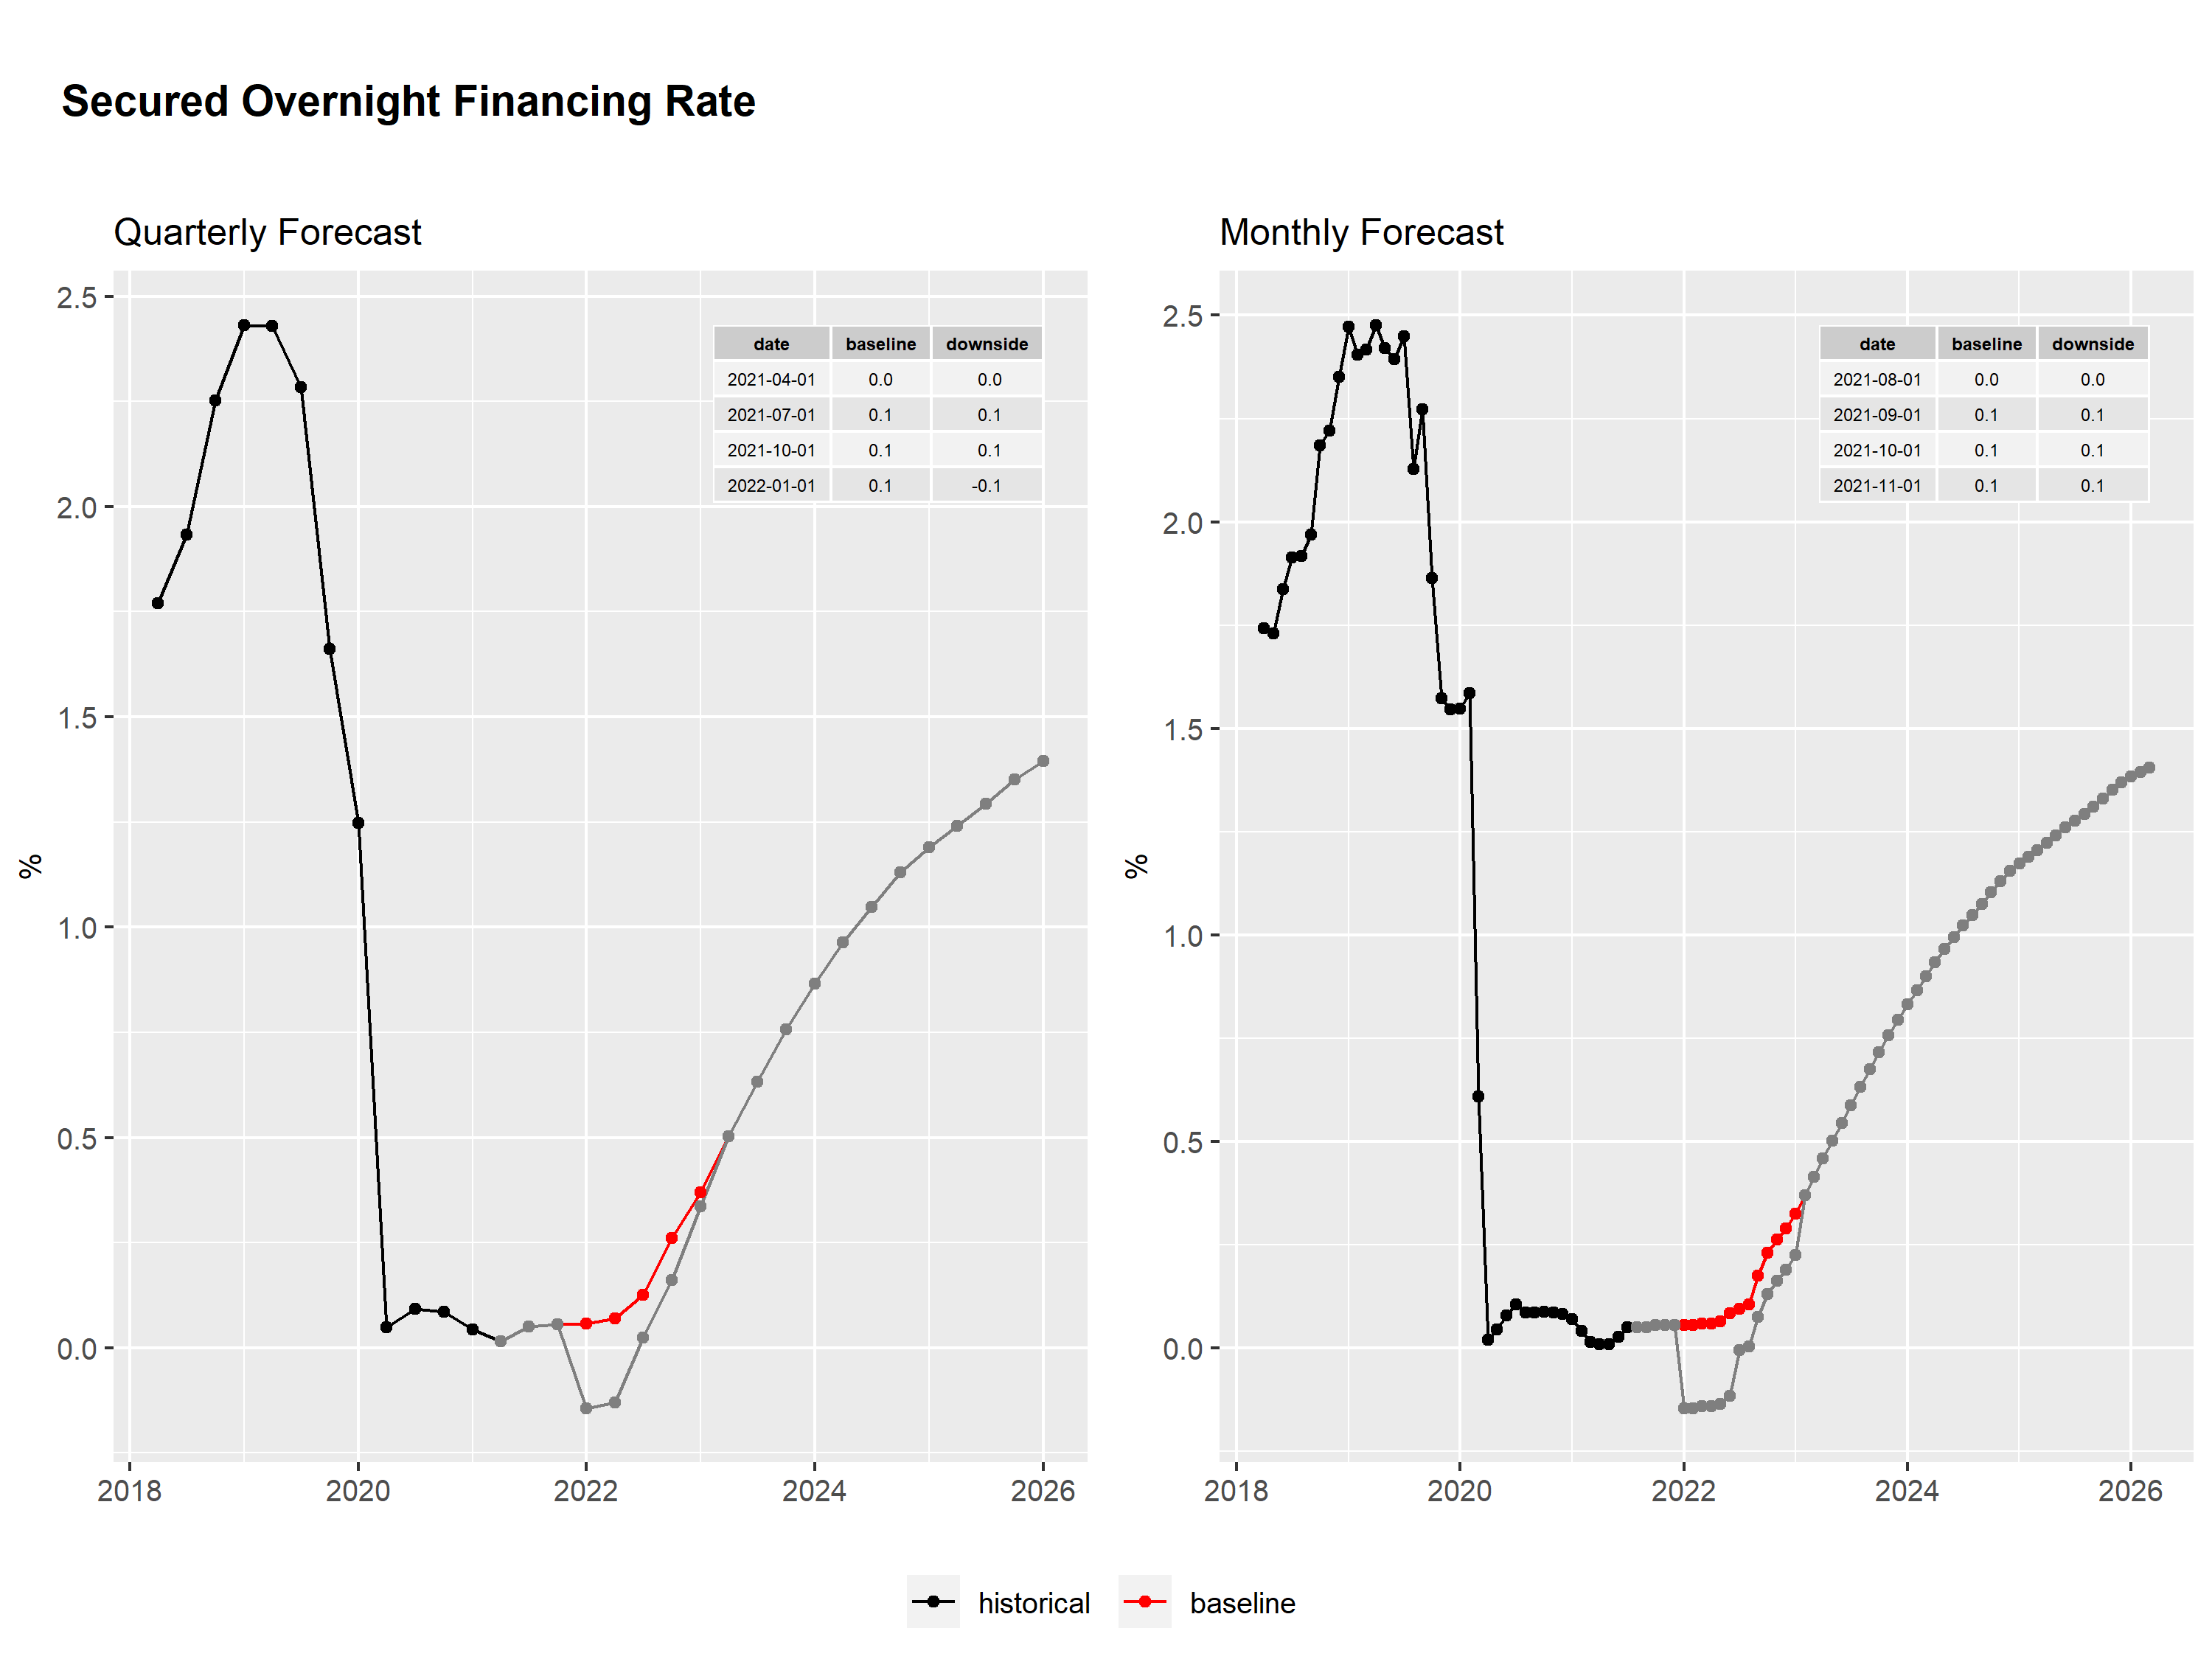 Secured Overnight Financing Rate
Quarterly Forecast
2.5
2.0
1.5
1.0
0.5
0.0
%
2018 2020 2022 2024 2026
date baseline downside
2021-04-01 0.0 0.0
2021-07-01 0.1 0.1
2021-10-01 0.1 0.1
2022-01-01 0.1 -0.1
Monthly Forecast
2.5
2.0
1.5
1.0
0.5
0.0
%
2018 2020 2022 2024 2026
date baseline downside
2021-08-01 0.0 0.0
2021-09-01 0.1 0.1
2021-10-01 0.1 0.1
2021-11-01 0.1 0.1
historical baseline